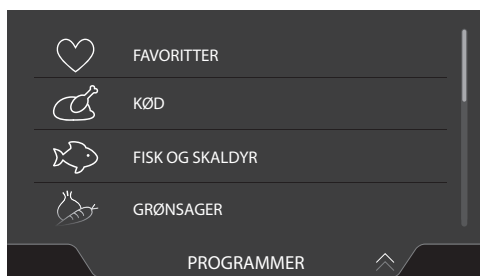 FAVORITTER
KØD
FISK OG SKALDYR
GRØNSAGER
PROGRAMMER